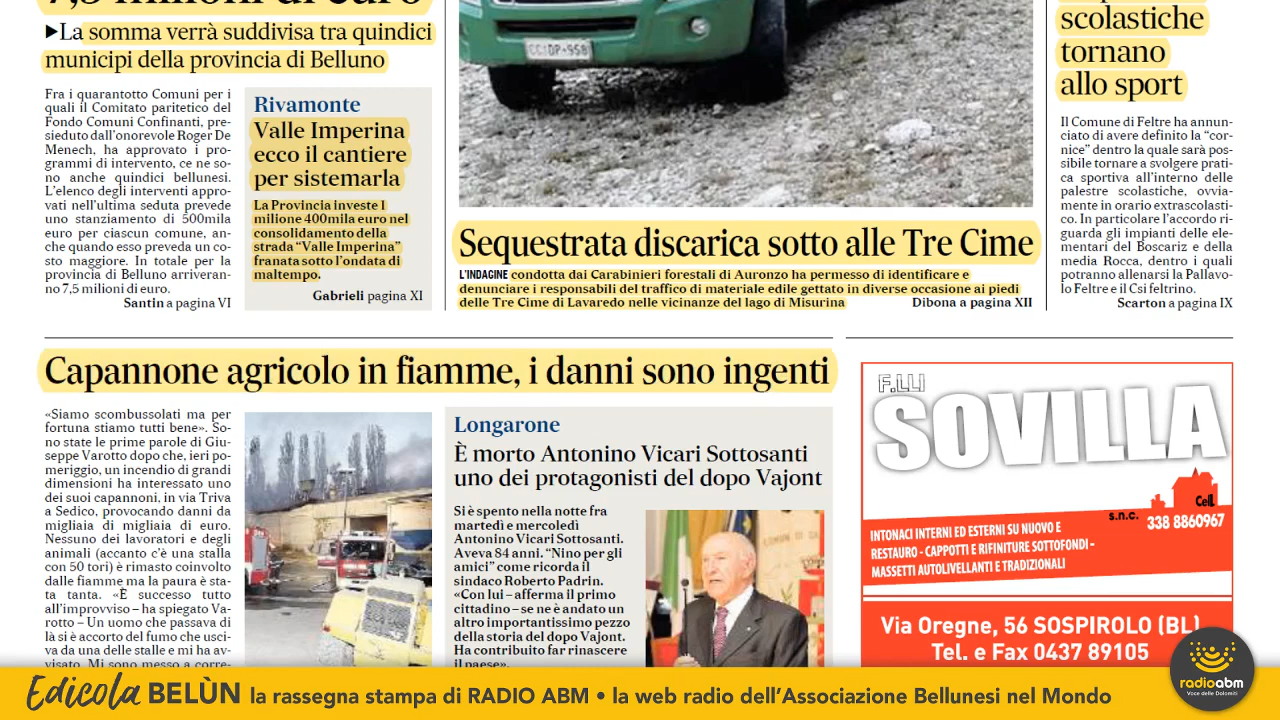 7,5 milioni di euro
▶La somma verrà suddivisa tra quindici
municipi della provincia di Belluno
Fra i quarantotto Comuni per i
quali il Comitato paritetico del
Fondo Comuni Confinanti, pre-
sieduto dall'onorevole Roger De
Menech, ha approvato i pro-
grammi di intervento, ce ne so-
no anche quindici bellunesi.
L'elenco degli interventi appro-
vati nell'ultima seduta prevede
uno stanziamento di 500mila
euro per ciascun comune, an-
che quando esso preveda un co-
sto maggiore. In totale per la
provincia di Belluno arriveran-
no 7,5 milioni di euro.
Santin a pagina VI
Rivamonte
Valle Imperina
ecco il cantiere
per sistemarla
La Provincia investe 1
milione 400mila euro nel
consolidamento della
strada “Valle Imperina”
franata sotto l'ondata di
maltempo.
Gabrieli pagina XI
CC DP-958
Sequestrata discarica sotto alle Tre Cime
L'INDAGINE condotta dai Carabinieri forestali di Auronzo ha permesso di identificare e
denunciare i responsabili del traffico di materiale edile gettato in diverse occasione ai piedi
delle Tre Cime di Lavaredo nelle vicinanze del lago di Misurina Dibona a pagina XII
scolastiche
tornano
allo sport
Il Comune di Feltre ha annun-
ciato di avere definito la “cor-
nice” dentro la quale sarà pos-
sibile tornare a svolgere prati-
ca sportiva all'interno delle
palestre scolastiche, ovvia-
mente in orario extrascolasti-
co. In particolare l'accordo ri-
guarda gli impianti delle ele-
mentari del Boscariz e della
media Rocca, dentro i quali
potranno allenarsi la Pallavo-
lo Feltre e il Csi feltrino.
Scarton a pagina IX
Capannone agricolo in fiamme, i danni sono ingenti
«Siamo scombussolati ma per
fortuna stiamo tutti bene». So-
no state le prime parole di Giu-
seppe Varotto dopo che, ieri po-
meriggio, un incendio di grandi
dimensioni ha interessato uno
dei suoi capannoni, in via Triva
a Sedico, provocando danni da
migliaia di migliaia di euro.
Nessuno dei lavoratori e degli
animali (accanto c'è una stalla
con 50 tori) è rimasto coinvolto
dalle fiamme ma la paura è sta-
ta tanta. «È successo tutto
all'improvviso – ha spiegato Va-
rotto – Un uomo che passava di
là si è accorto del fumo che usci-
va da una delle stalle e mi ha av-
visato. Mi sono messo a corre-
Longarone
È morto Antonino Vicari Sottosanti
uno dei protagonisti del dopo Vajont
Si è spento nella notte fra
martedì e mercoledì
Antonino Vicari Sottosanti.
Aveva 84 anni. “Nino per gli
amici” come ricorda il
sindaco Roberto Padrin.
«Con lui – afferma il primo
cittadino – se ne è andato un
altro importantissimo pezzo
della storia del dopo Vajont.
Ha contribuito far rinascere
il paese».
F.LLI
SOVILLA
s.n.c.
Cell.
338 8860967
INTONACI INTERNI ED ESTERNI SU NUOVO E
RESTAURO - CAPPOTTI E RIFINITURE SOTTOFONDI –
MASSETTI AUTOLIVELLANTI E TRADIZIONALI
Via Oregne, 56 SOSPIROLO (BL)
Tel. e Fax 0437 89105
Edicola BELÙN la rassegna stampa di RADIO ABM • la web radio dell'Associazione Bellunesi nel Mondo
radioabm
Voce delle Dolomiti